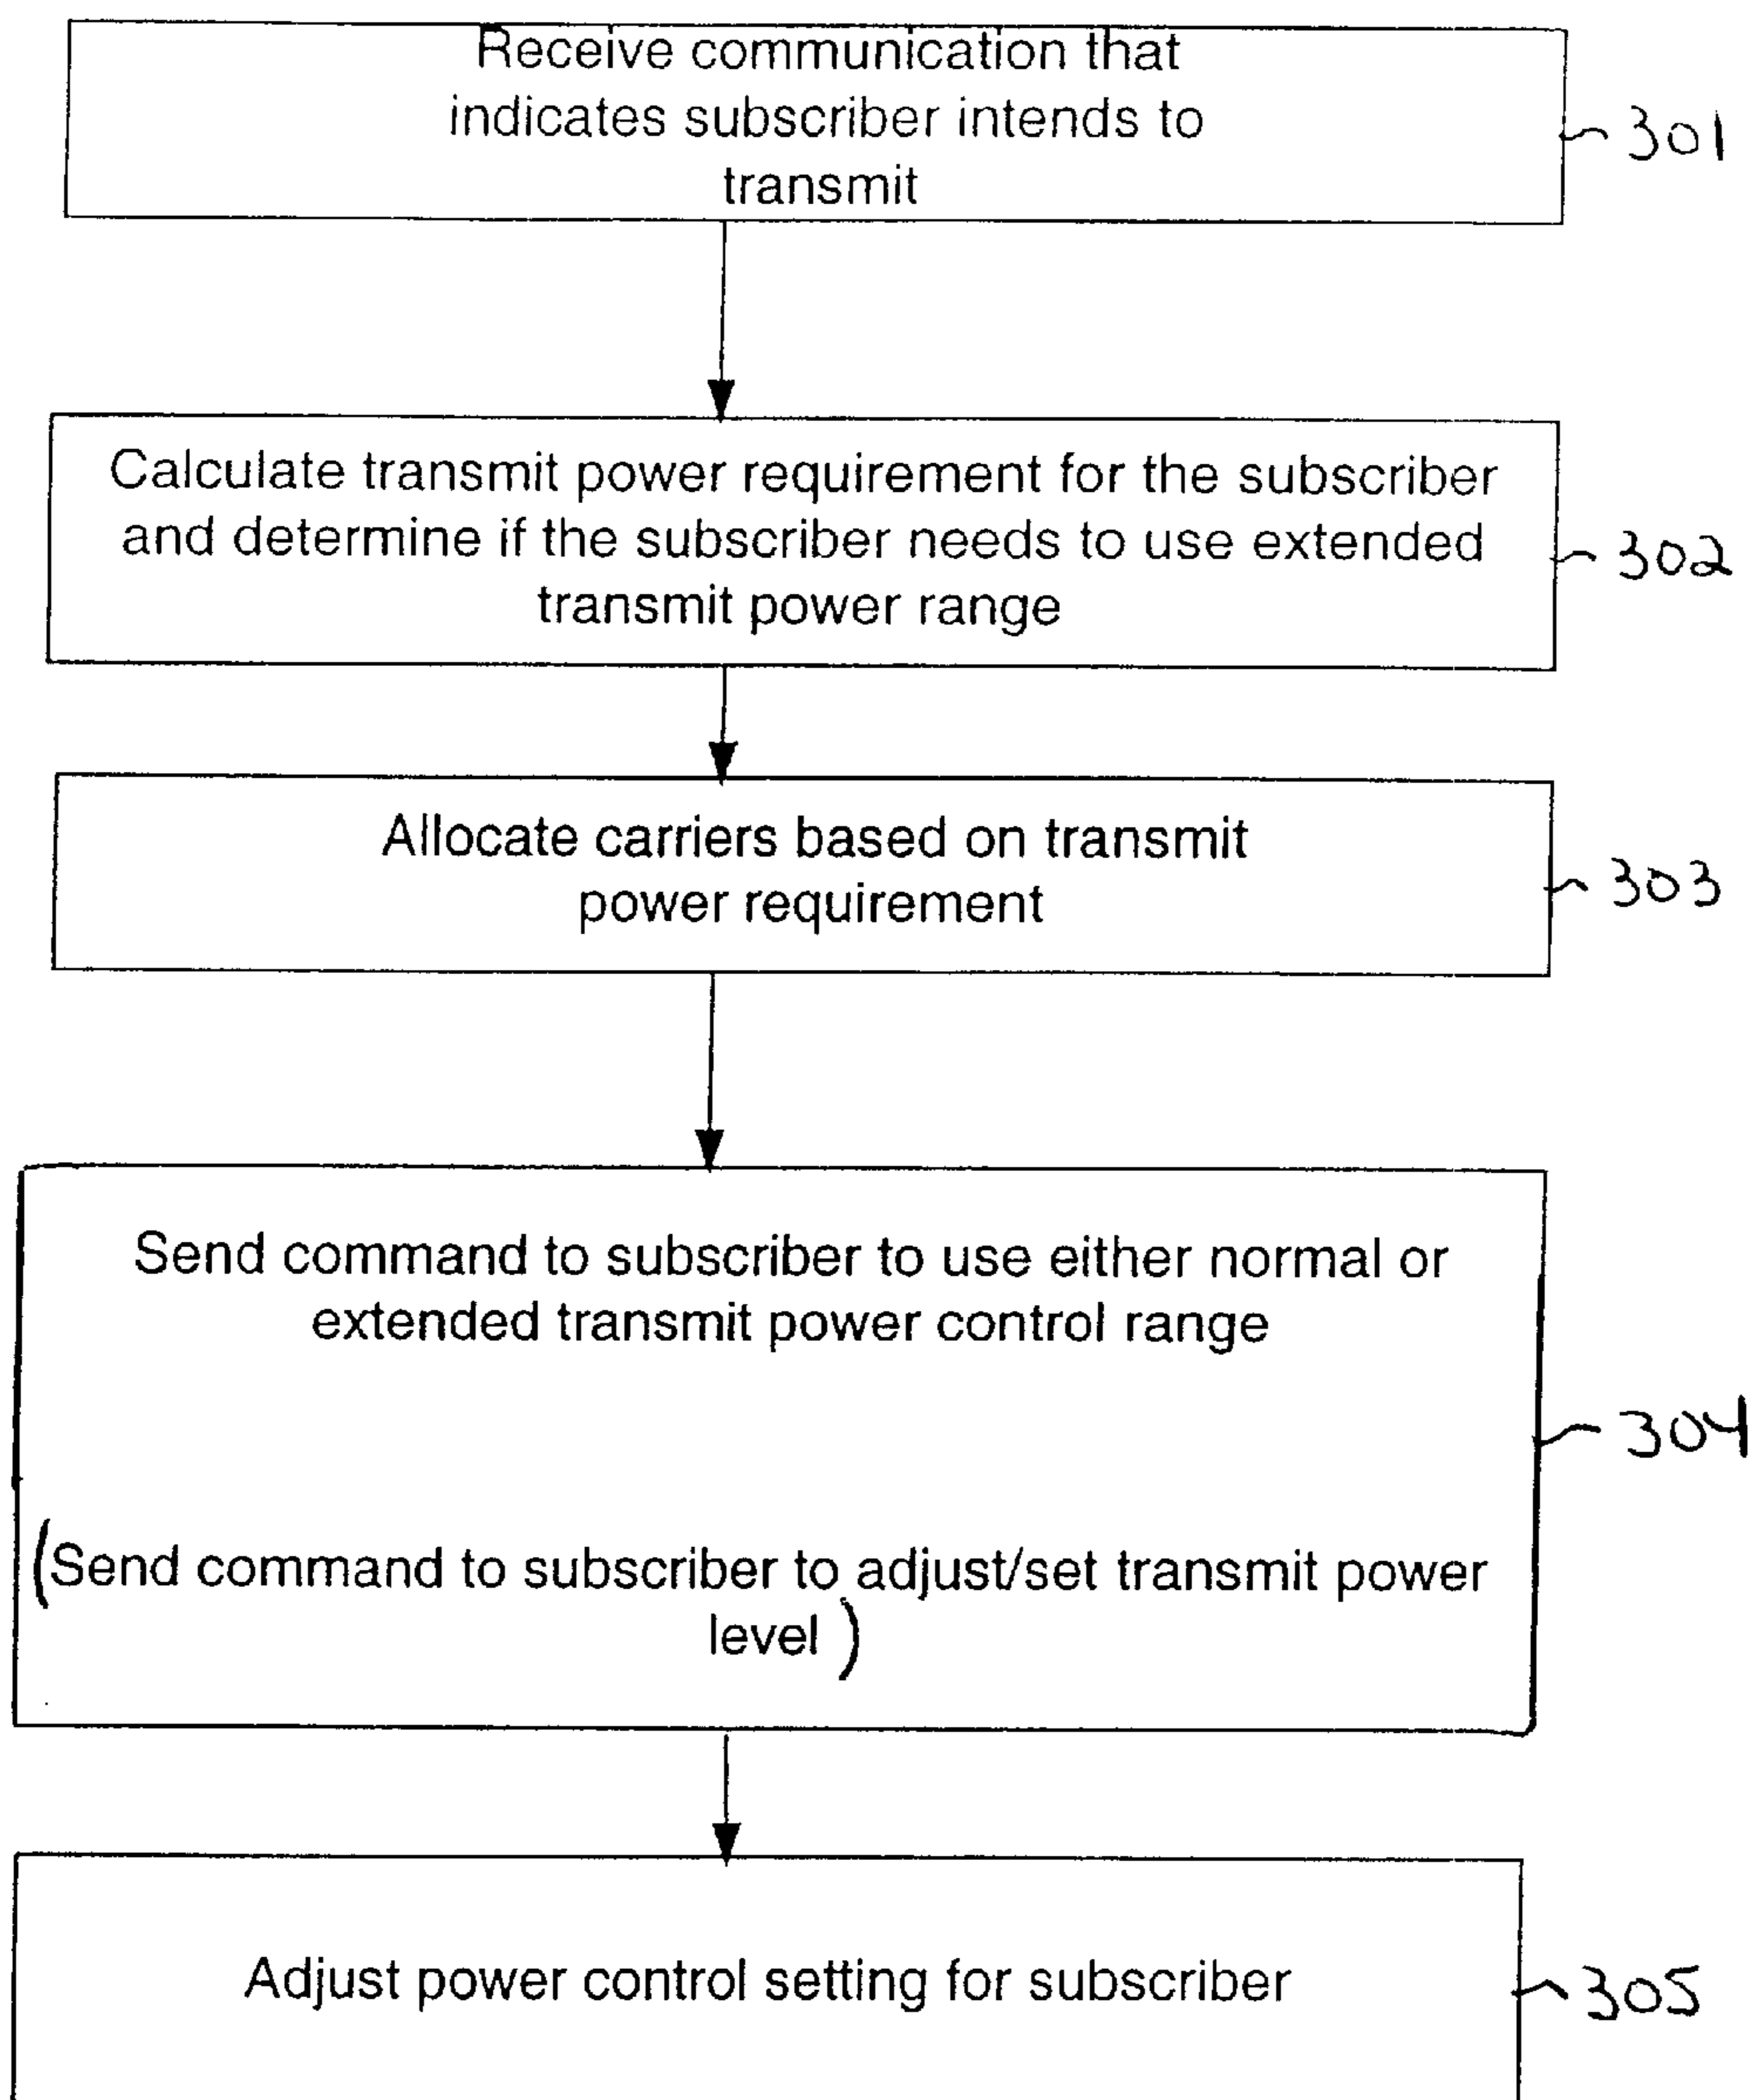 Receive communication that
indicates subscriber intends to
transmit
301
Calculate transmit power requirement for the subscriber
and determine if the subscriber needs to use extended
transmit power range
302
Allocate carriers based on transmit
power requirement
303
Send command to subscriber to use either normal or
extended transmit power control range
304
(Send command to subscriber to adjust/set transmit power
level )
Adjust power control setting for subscriber
305